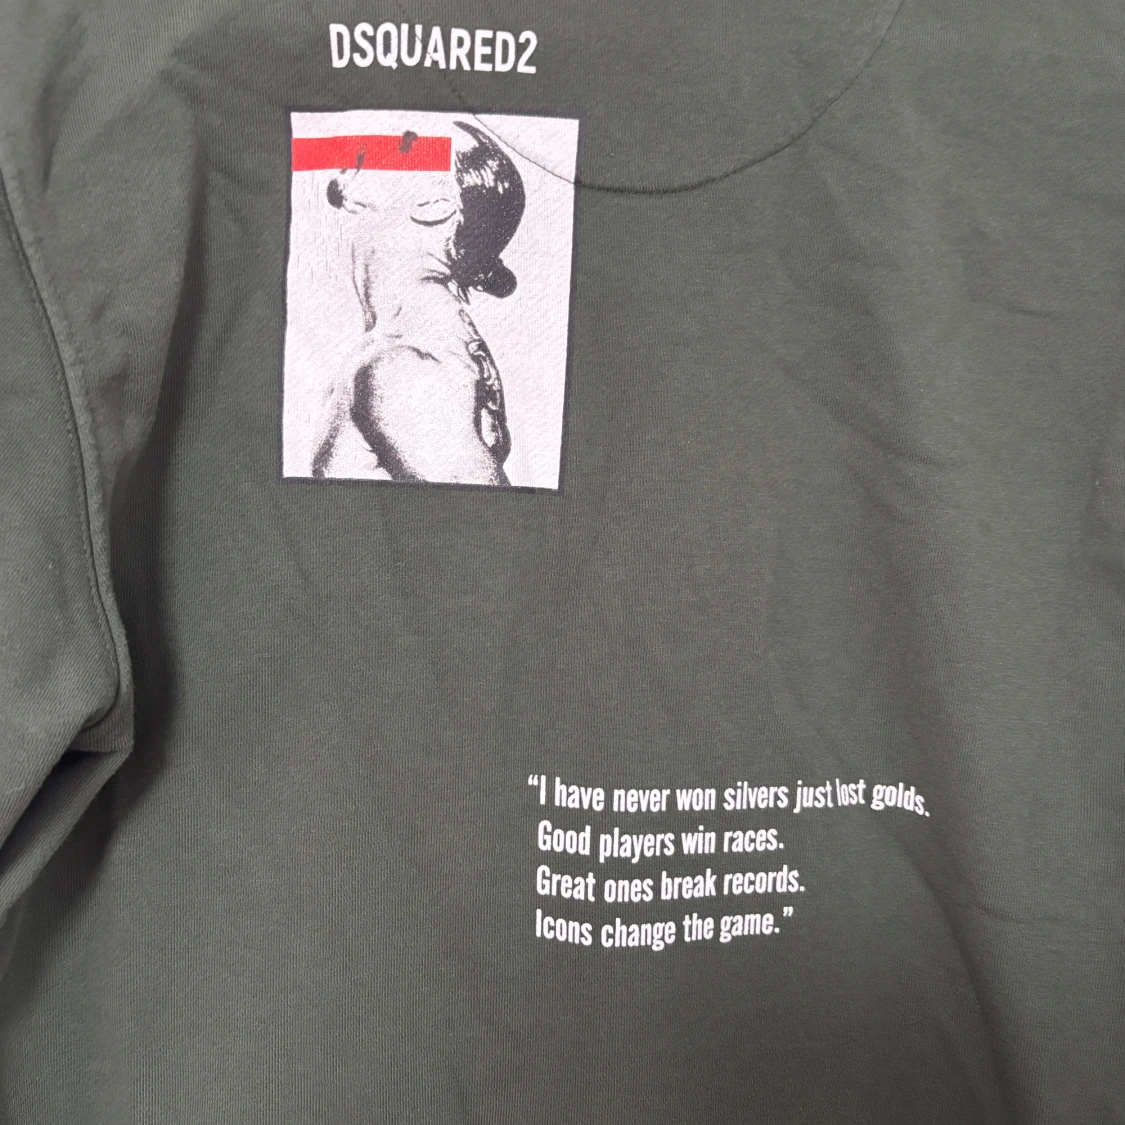 DSQUARED2
“I have never won silvers just lost golds.
Good players win races.
Great ones break records.
Icons change the game.”